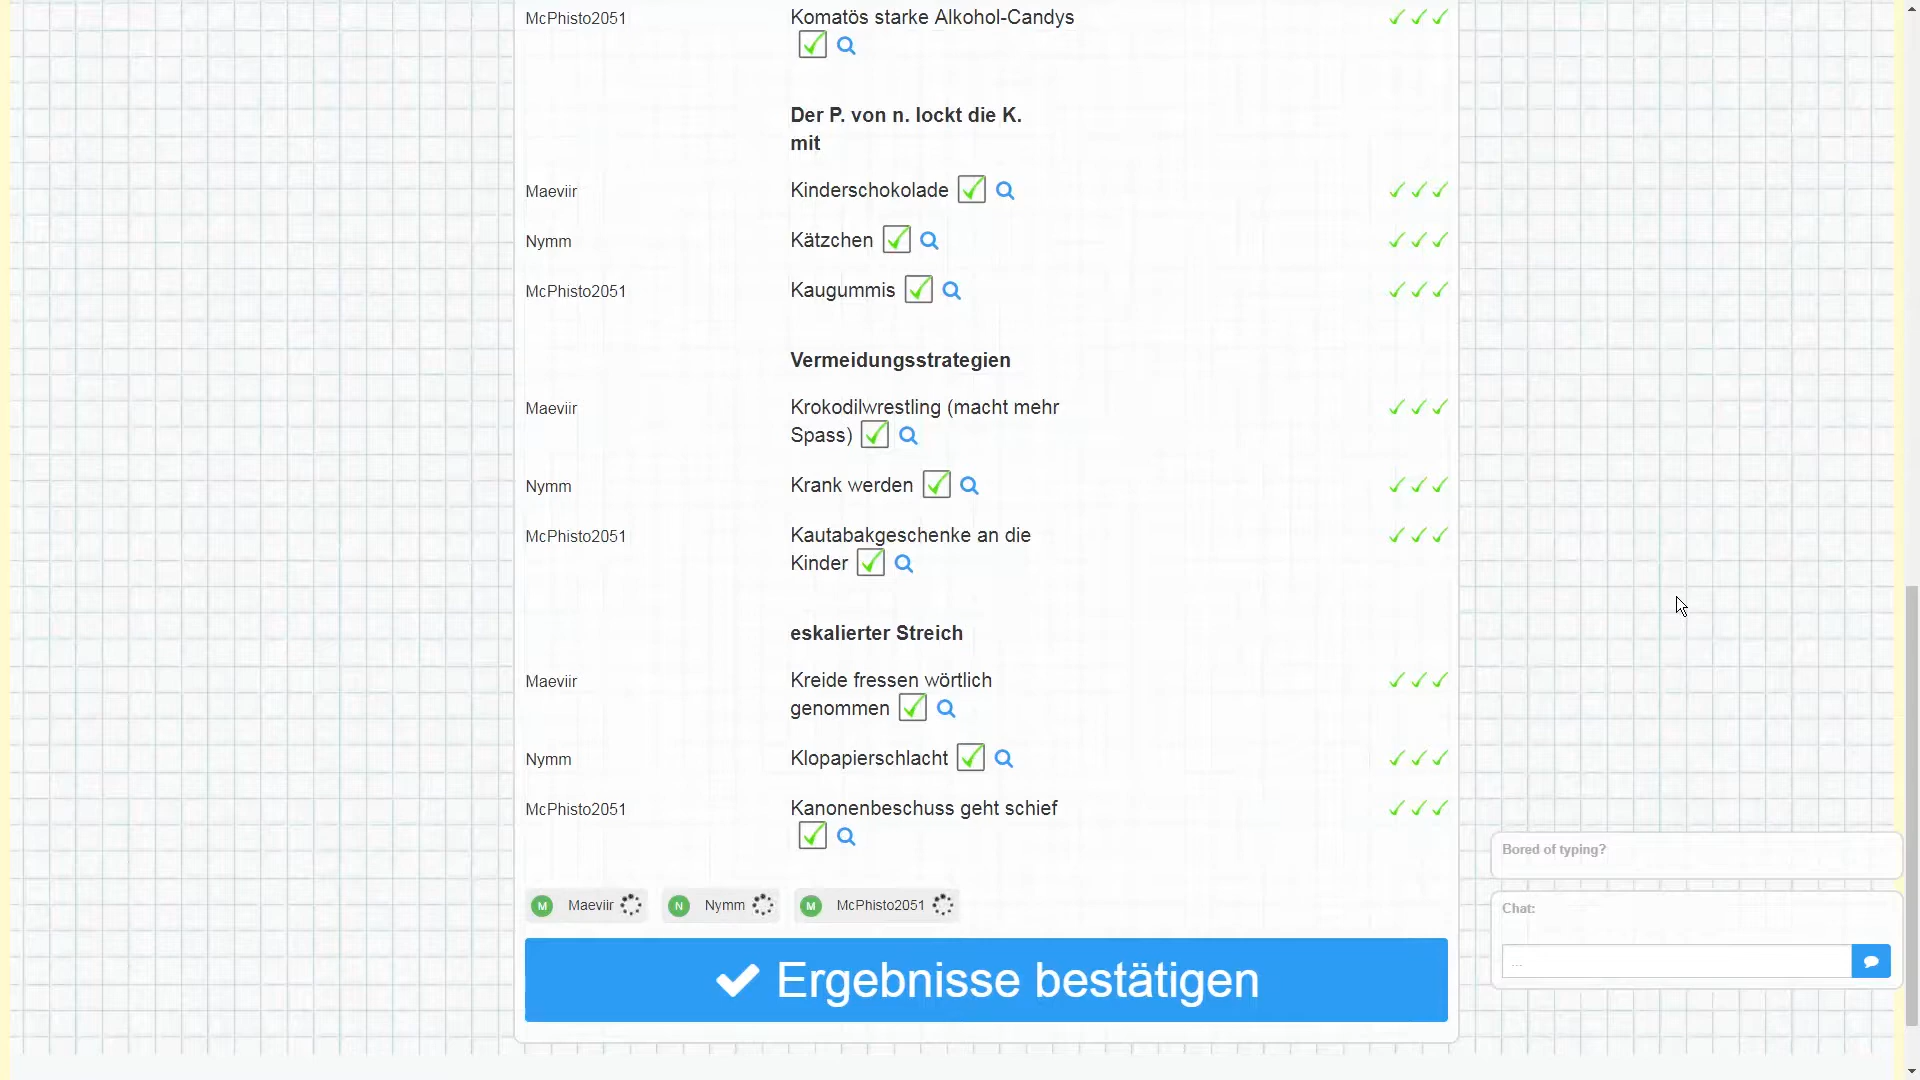 McPhisto2051 Komatös starke Alkohol-Candys
Der P. von n. lockt die K.
mit
Maeviir Kinderschokolade
Nymm Kätzchen
McPhisto2051 Kaugummis
Vermeidungsstrategien
Maeviir Krokodilwrestling (macht mehr
Spass)
Nymm Krank werden
McPhisto2051 Kautabakgeschenke an die
Kinder
eskalierter Streich
Maeviir Kreide fressen wörtlich
genommen
Nymm Klopapierschlacht
McPhisto2051 Kanonenbeschuss geht schief
Bored of typing?
M Maeviir N Nymm M McPhisto2051
Chat:
...
Ergebnisse bestätigen